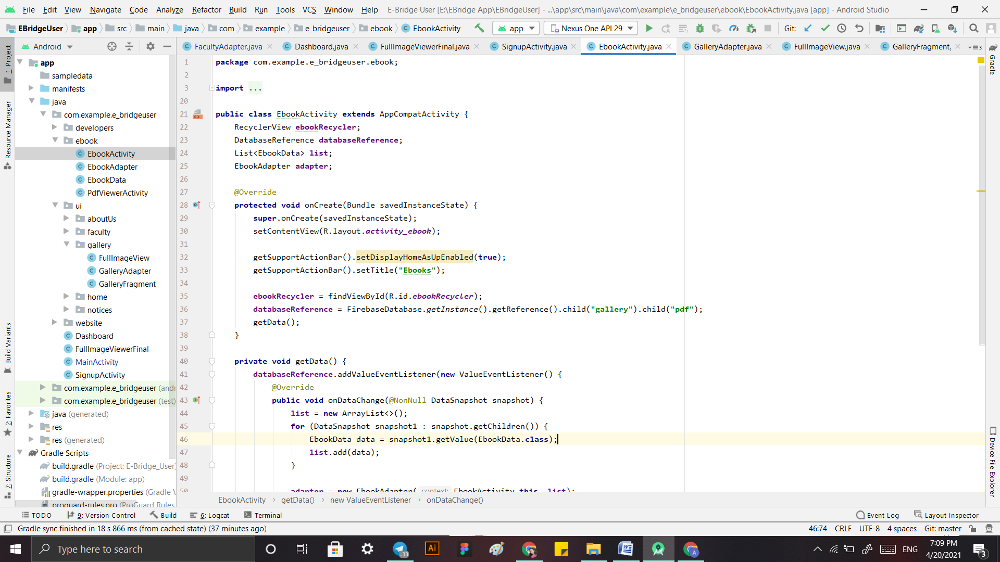 File Edit View Navigate Code Analyze Refactor Build Run Tools VCS Window Help E-Bridge User [E:\EBridge App\EBridgeUser] - ...\app\src\main\java\com\example\e_bridgeuser\ebook\EbookActivity.java [app] - Android Studio
EBridgeUser app src main java com example e_bridgeuser ebook EbookActivity app Nexus One API 29 Git:
Android FacultyAdapter.java Dashboard.java FullImageViewerFinal.java SignupActivity.java EbookActivity.java GalleryAdapter.java FullImageView.java GalleryFragment. 3
1: Project
Resource Manager
Build Variants
2: Favorites
7: Structure
app
sampledata
manifests
java
com.example.e_bridgeuser
developers
ebook
EbookActivity
EbookAdapter
EbookData
PdfViewerActivity
ui
aboutUs
faculty
gallery
FullImageView
GalleryAdapter
GalleryFragment
home
notices
website
Dashboard
FullImageViewerFinal
MainActivity
SignupActivity
com.example.e_bridgeuser (andr
com.example.e_bridgeuser (test)
java (generated)
res
res (generated)
Gradle Scripts
build.gradle (Project: E-Bridge_User)
build.gradle (Module: app)
gradle-wrapper.properties (Gradle V
proguard-rules.pro (ProGuard Rules
1 package com.example.e_bridgeuser.ebook;
2
3 import ...
20
21 public class EbookActivity extends AppCompatActivity {
22 RecyclerView ebookRecycler;
23 DatabaseReference databaseReference;
24 List<EbookData> list;
25 EbookAdapter adapter;
26
27 @Override
28 protected void onCreate(Bundle savedInstanceState) {
29 super.onCreate(savedInstanceState);
30 setContentView(R.layout.activity_ebook);
31
32 getSupportActionBar().setDisplayHomeAsUpEnabled(true);
33 getSupportActionBar().setTitle("Ebooks");
34
35 ebookRecycler = findViewById(R.id.ebookRecycler);
36 databaseReference = FirebaseDatabase.getInstance().getReference().child("gallery").child("pdf");
37 getData();
38 }
39
40 private void getData() {
41 databaseReference.addValueEventListener(new ValueEventListener() {
42 @Override
43 public void onDataChange(@NonNull DataSnapshot snapshot) {
44 list = new ArrayList<>();
45 for (DataSnapshot snapshot1 : snapshot.getChildren()) {
46 EbookData data = snapshot1.getValue(EbookData.class);
47 list.add(data);
48 }
49
50 adapter = new EbookAdapter( context: EbookActivity.this, list);
EbookActivity getData() new ValueEventListener onDataChange()
Gradle
Device File Explorer
TODO 9: Version Control Build 6: Logcat Terminal Event Log Layout Inspector
Gradle sync finished in 18 s 866 ms (from cached state) (37 minutes ago) 46:74 CRLF UTF-8 4 spaces Git: master
Type here to search .33 Ai A ENG 7:09 PM
4/20/2021 3